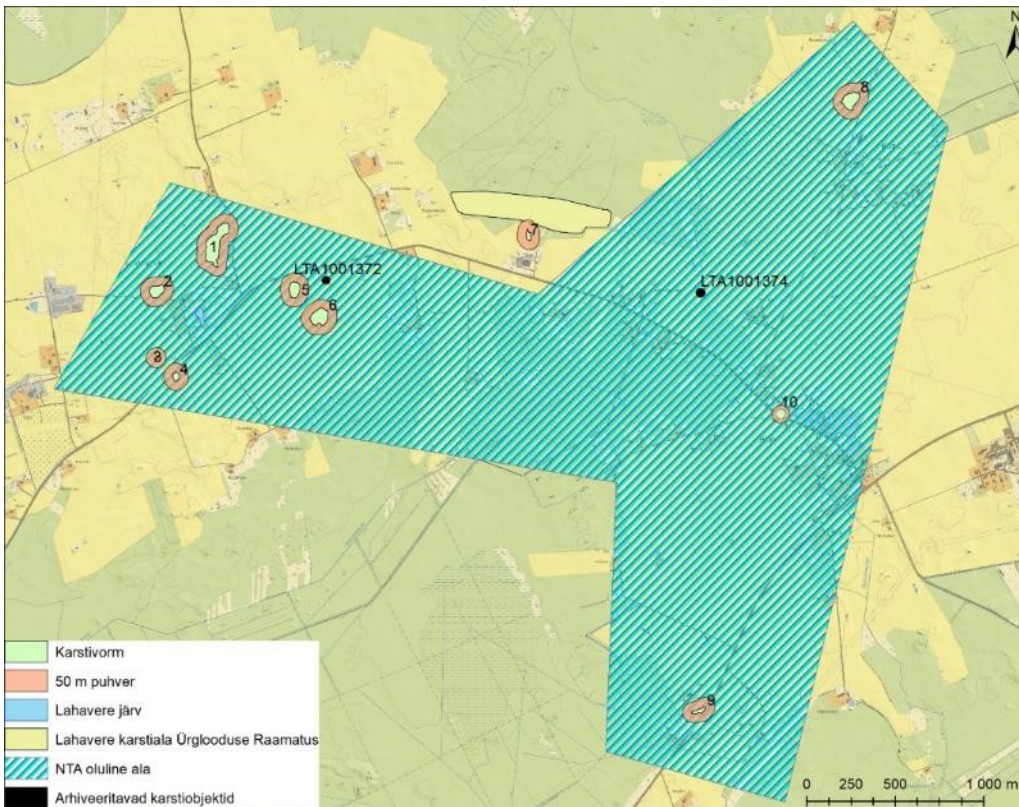 N
8
7
1
LTA1001372
2
5
LTA1001374
6
3
4
10
9
Karstivorm
50 m puhver
Lahavere järv
Lahavere karstiala Ürglooduse Raamatus
NTA oluline ala
Arhiveeritavad karstiobjektid
0 250 500 1 000 m